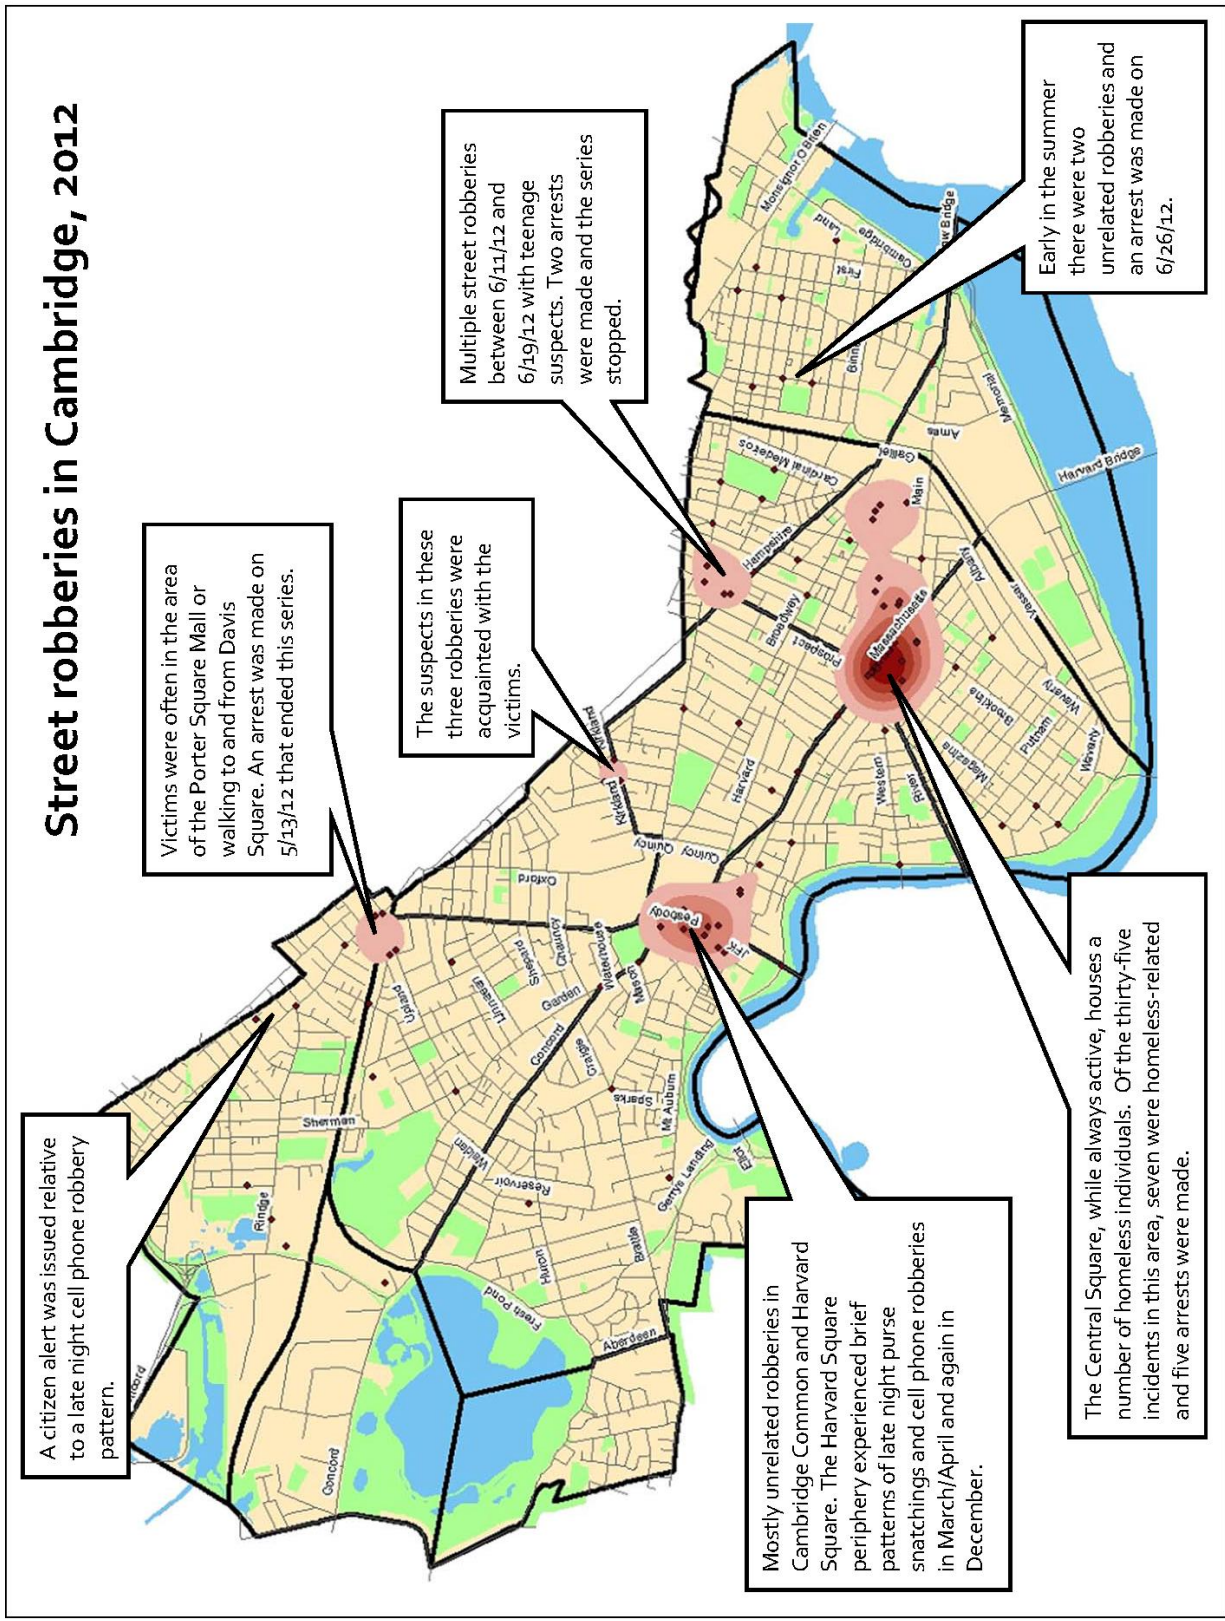 Street robberies in Cambridge, 2012
A citizen alert was issued relative
to a late night cell phone robbery
pattern.
Victims were often in the area
of the Porter Square Mall or
walking to and from Davis
Square. An arrest was made on
5/13/12 that ended this series.
The suspects in these
three robberies were
acquainted with the
victims.
Multiple street robberies
between 6/11/12 and
6/19/12 with teenage
suspects. Two arrests
were made and the series
stopped.
Early in the summer
there were two
unrelated robberies and
an arrest was made on
6/26/12.
Mostly unrelated robberies in
Cambridge Common and Harvard
Square. The Harvard Square
periphery experienced brief
patterns of late night purse
snatchings and cell phone robberies
in March/April and again in
December.
The Central Square, while always active, houses a
number of homeless individuals. Of the thirty-five
incidents in this area, seven were homeless-related
and five arrests were made.
Rindge
Sherman
Concord
Upland
Oxford
Linnaean
Shepard
Chauncy
Waterhouse
Garden
Mason
Concord
Craigie
Sparks
Mt Auburn
Walden
Reservoir
Huron
Fresh Pond
Brattle
Aberdeen
Gerry's Landing
Eliot
Peabody
JFK
Quincy
Quincy
Kirkland
Kirkland
Harvard
Broadway
Prospect
Hampshire
Cardinal Medeiros
Massachusetts
Main
Albany
Vassar
Western
River
Magazine
Brookline
Putnam
Waverly
Waverly
Galilei
Ames
Memorial
Harvard Bridge
First
Land
Cambridge
Monsignor O'Brien
Bridge